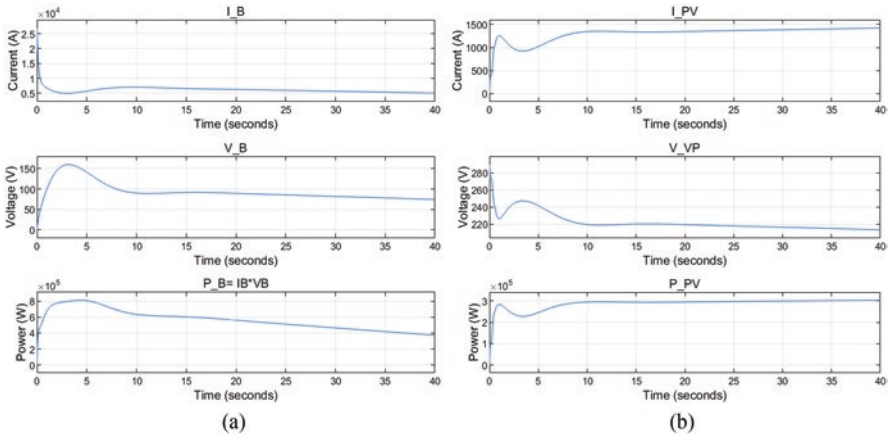 I_B
×10⁴
Current (A)
2.5
2
1.5
1
0.5
0 5 10 15 20 25 30 35 40
Time (seconds)
V_B
Voltage (V)
150
100
50
0
0 5 10 15 20 25 30 35 40
Time (seconds)
P_B= IB*VB
×10⁵
Power (W)
8
6
4
2
0
0 5 10 15 20 25 30 35 40
Time (seconds)
(a)
I_PV
Current (A)
1500
1000
500
0
0 5 10 15 20 25 30 35 40
Time (seconds)
V_VP
Voltage (V)
280
260
240
220
0 5 10 15 20 25 30 35 40
Time (seconds)
P_PV
×10⁵
Power (W)
3
2
1
0
0 5 10 15 20 25 30 35 40
Time (seconds)
(b)